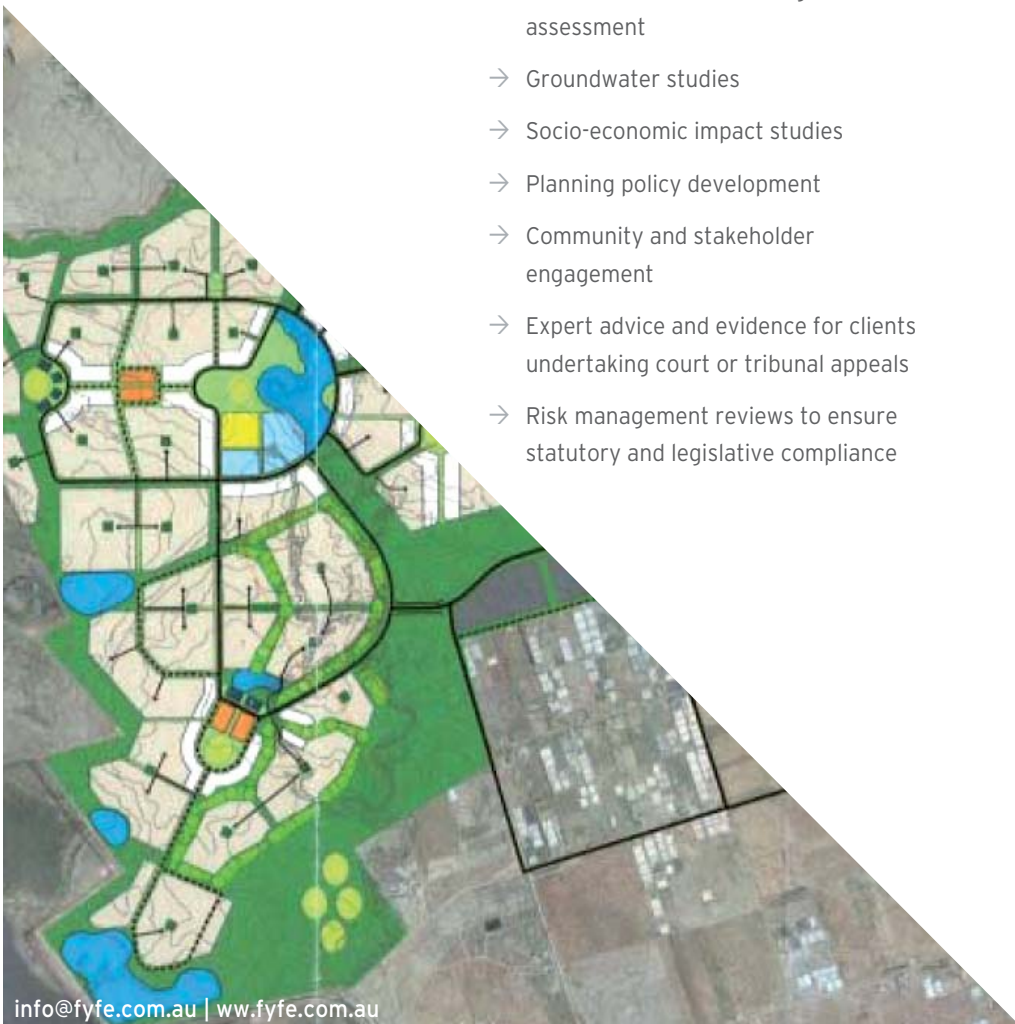 assessment
→ Groundwater studies
→ Socio-economic impact studies
→ Planning policy development
→ Community and stakeholder
engagement
→ Expert advice and evidence for clients
undertaking court or tribunal appeals
→ Risk management reviews to ensure
statutory and legislative compliance
info@fyfe.com.au | ww.fyfe.com.au